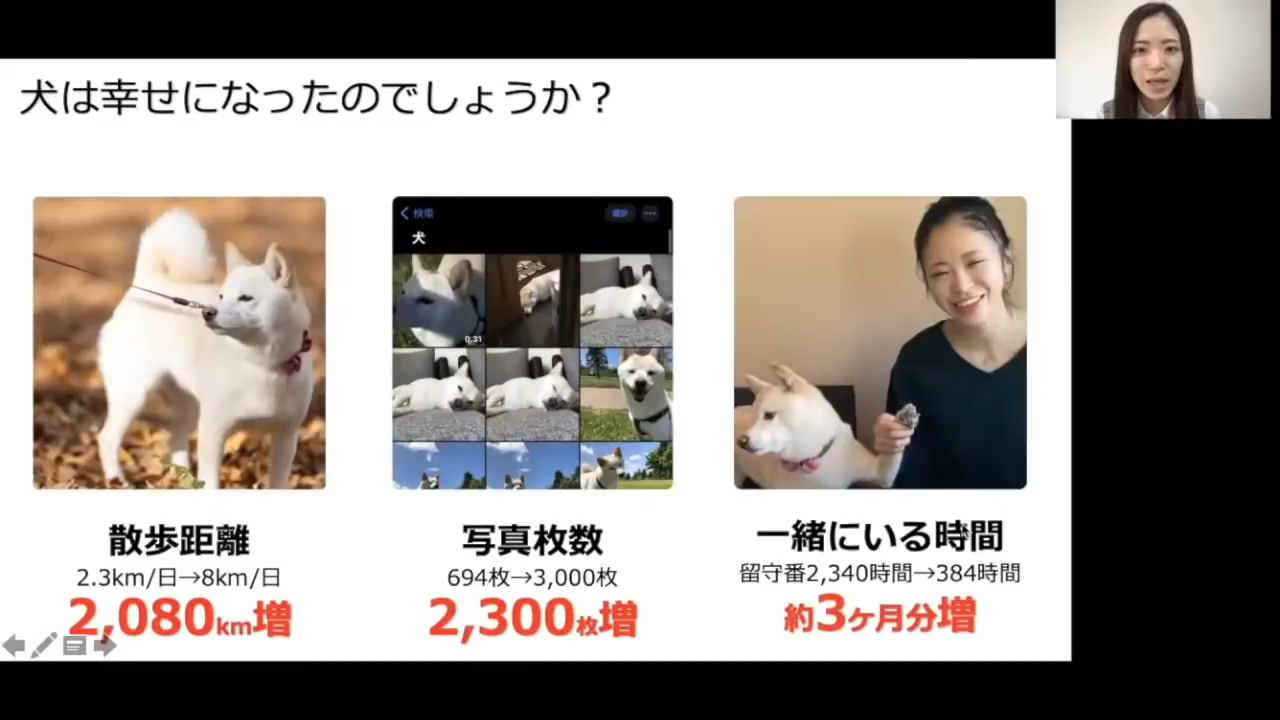 犬は幸せになったのでしょうか？
検索
選択
犬
0:31
散歩距離
2.3km/日→8km/日
2,080km増
写真枚数
694枚→3,000枚
2,300枚増
一緒にいる時間
留守番2,340時間→384時間
約3ヶ月分増